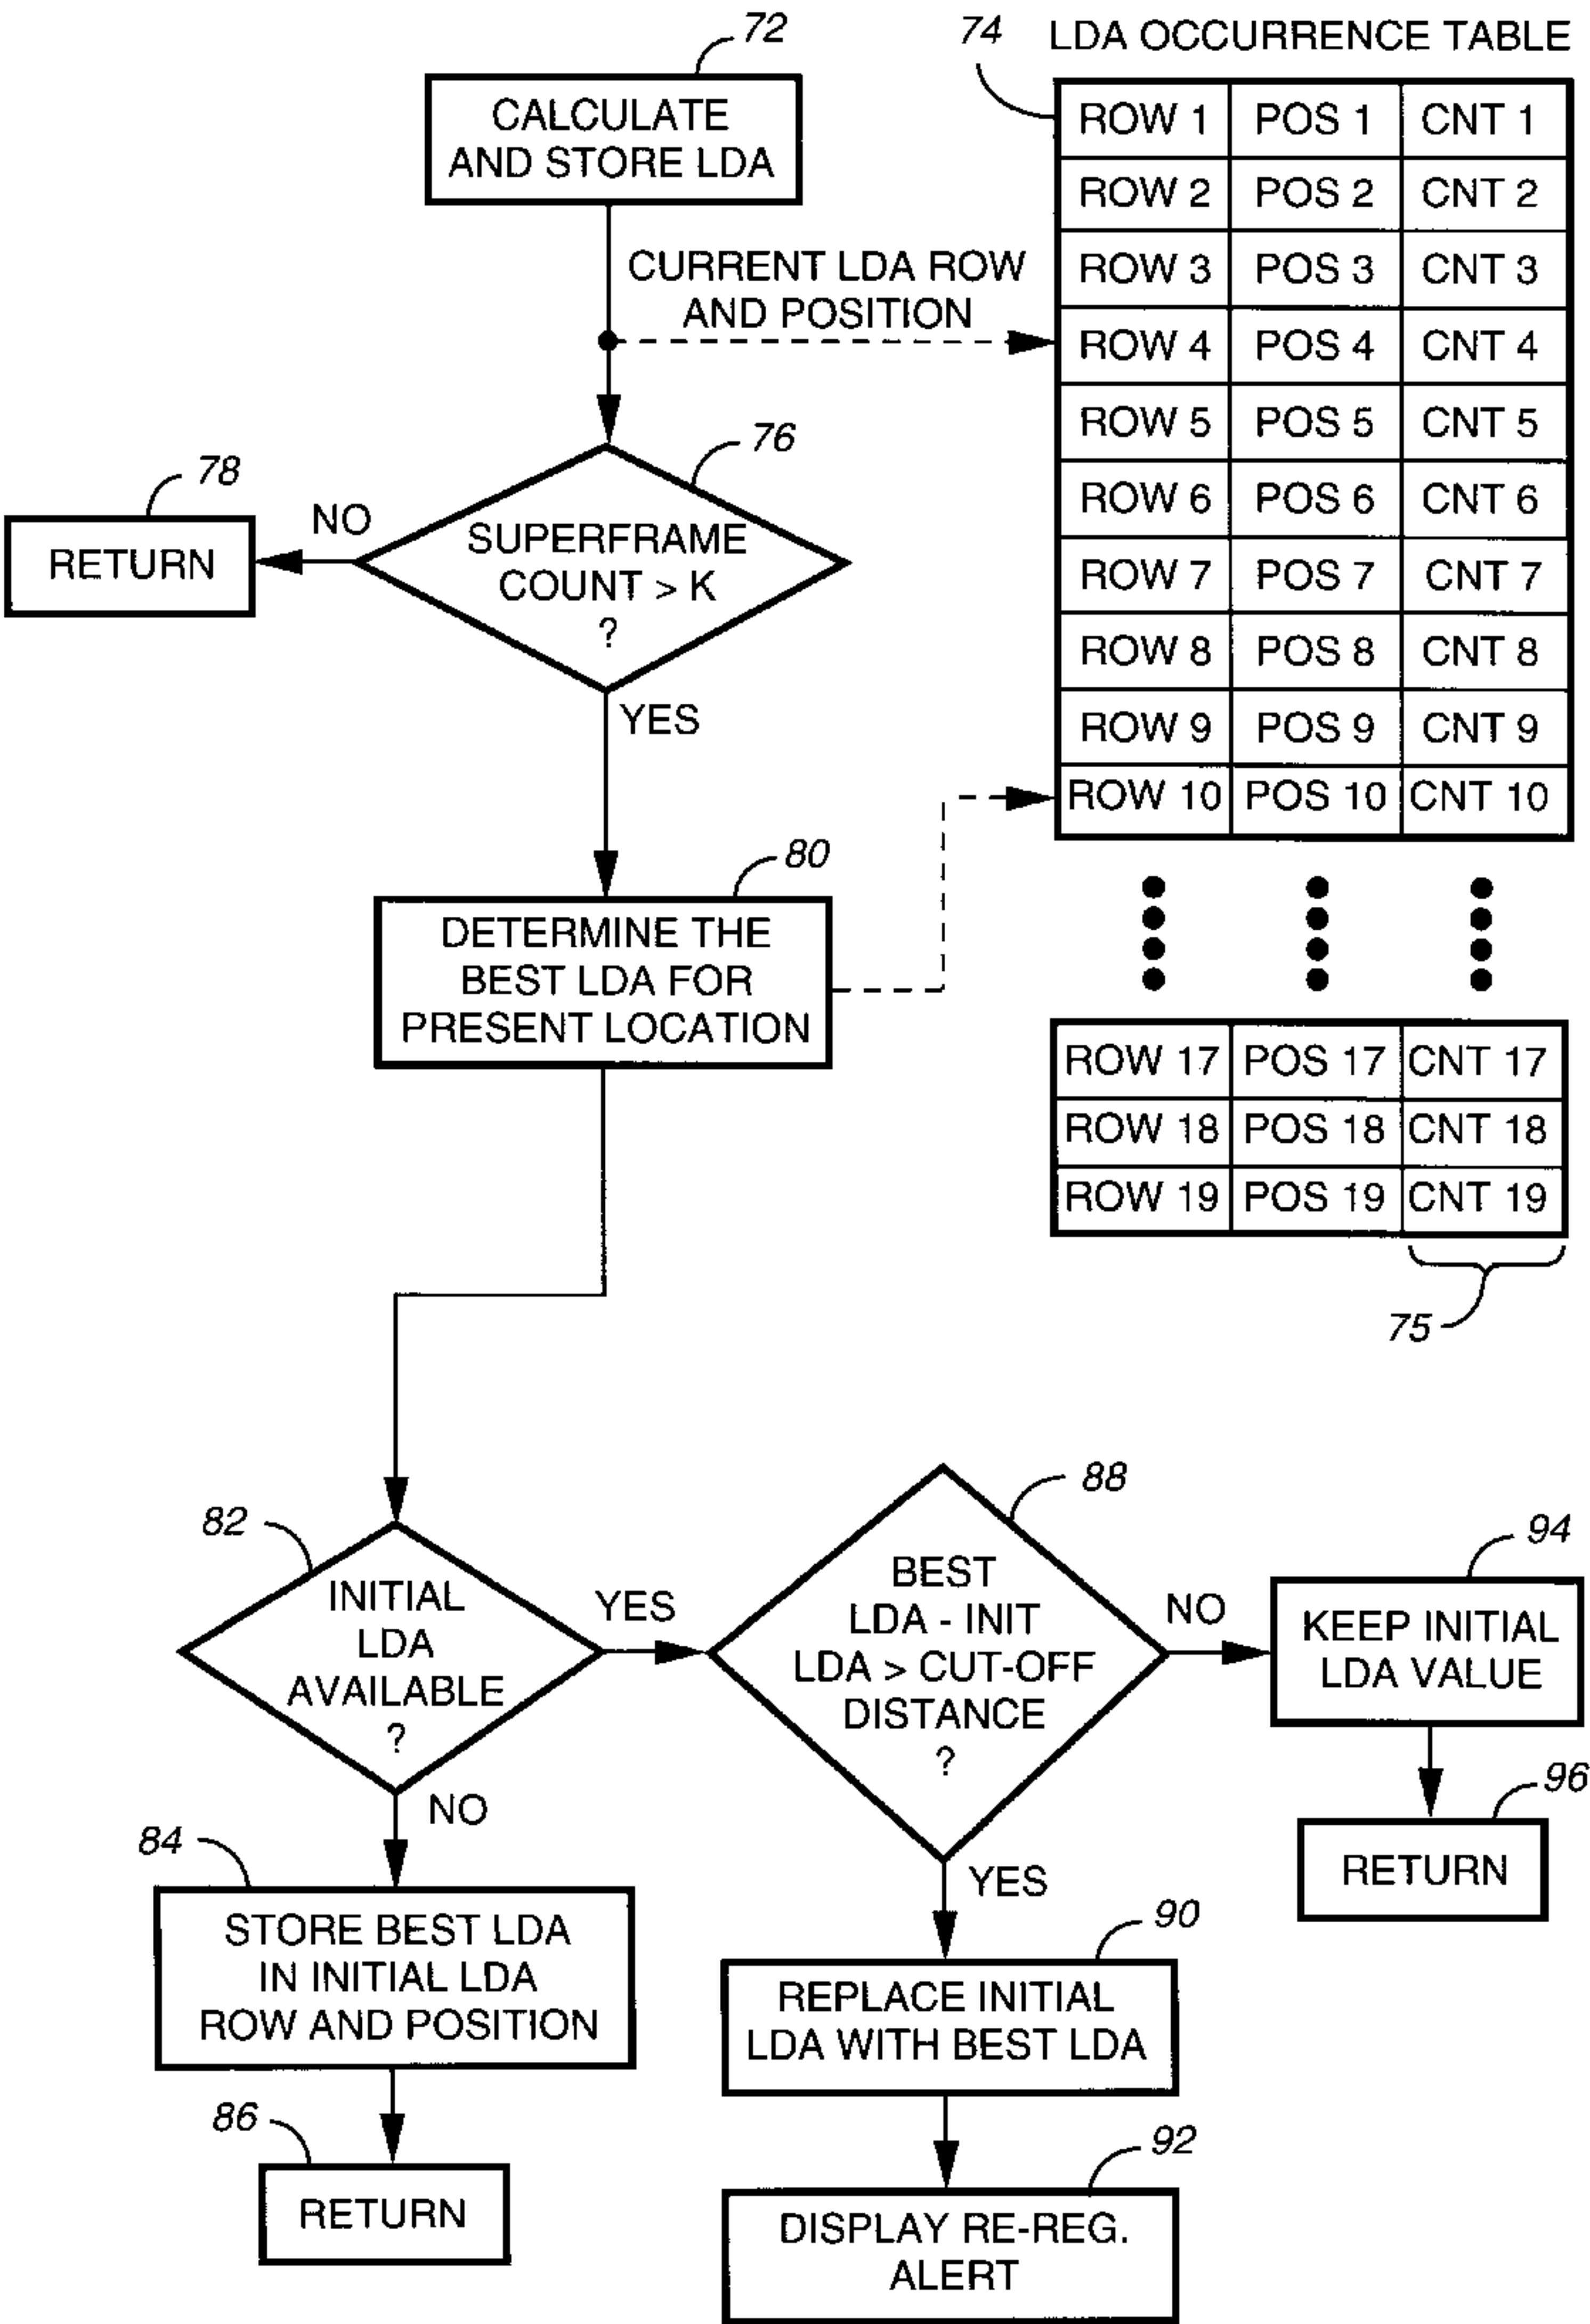 72
CALCULATE
AND STORE LDA
74
LDA OCCURRENCE TABLE
ROW 1 POS 1 CNT 1
ROW 2 POS 2 CNT 2
ROW 3 POS 3 CNT 3
ROW 4 POS 4 CNT 4
ROW 5 POS 5 CNT 5
ROW 6 POS 6 CNT 6
ROW 7 POS 7 CNT 7
ROW 8 POS 8 CNT 8
ROW 9 POS 9 CNT 9
ROW 10 POS 10 CNT 10
ROW 17 POS 17 CNT 17
ROW 18 POS 18 CNT 18
ROW 19 POS 19 CNT 19
75
CURRENT LDA ROW
AND POSITION
76
SUPERFRAME
COUNT > K
?
NO
78
RETURN
YES
80
DETERMINE THE
BEST LDA FOR
PRESENT LOCATION
82
INITIAL
LDA
AVAILABLE
?
YES
NO
84
STORE BEST LDA
IN INITIAL LDA
ROW AND POSITION
86
RETURN
88
BEST
LDA - INIT
LDA > CUT-OFF
DISTANCE
?
NO
94
KEEP INITIAL
LDA VALUE
96
RETURN
YES
90
REPLACE INITIAL
LDA WITH BEST LDA
92
DISPLAY RE-REG.
ALERT